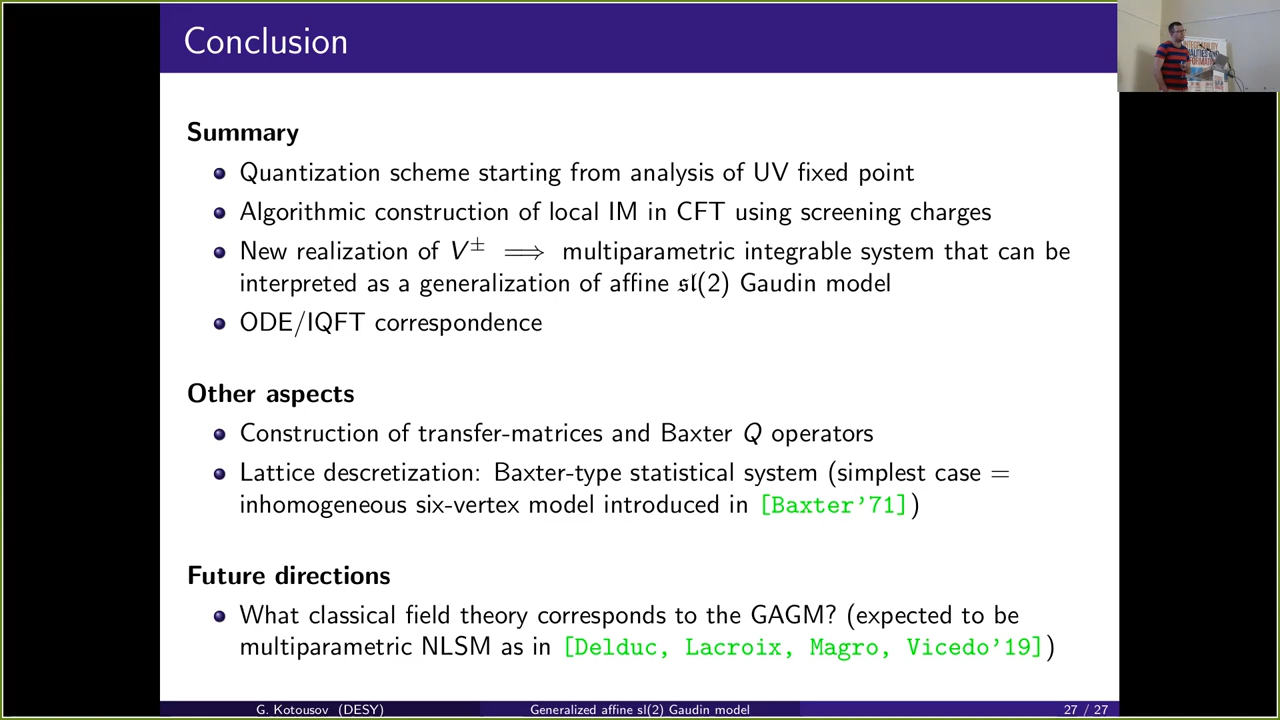 Conclusion
Summary
Quantization scheme starting from analysis of UV fixed point
Algorithmic construction of local IM in CFT using screening charges
New realization of V± ⟹ multiparametric integrable system that can be
interpreted as a generalization of affine 𝔰𝔩(2) Gaudin model
ODE/IQFT correspondence
Other aspects
Construction of transfer-matrices and Baxter Q operators
Lattice descretization: Baxter-type statistical system (simplest case =
inhomogeneous six-vertex model introduced in [Baxter'71])
Future directions
What classical field theory corresponds to the GAGM? (expected to be
multiparametric NLSM as in [Delduc, Lacroix, Magro, Vicedo'19])
G. Kotousov (DESY)
Generalized affine sl(2) Gaudin model
27 / 27